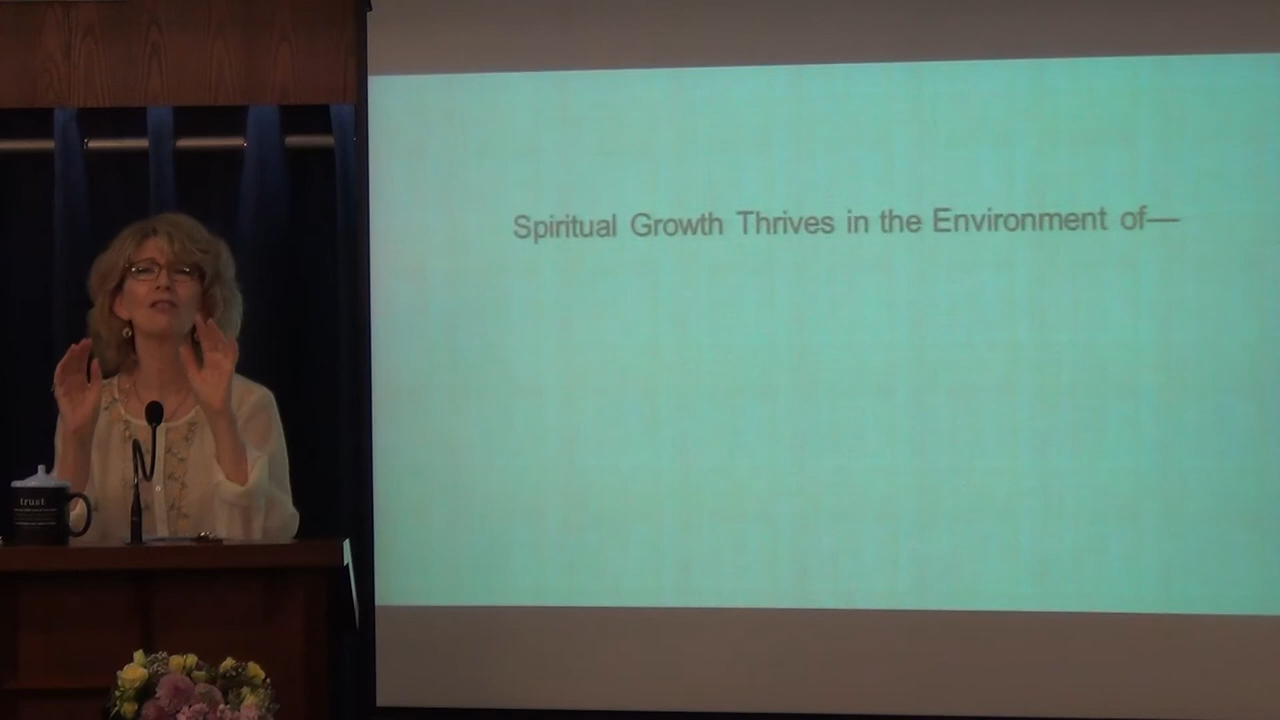 Spiritual Growth Thrives in the Environment of—
trust